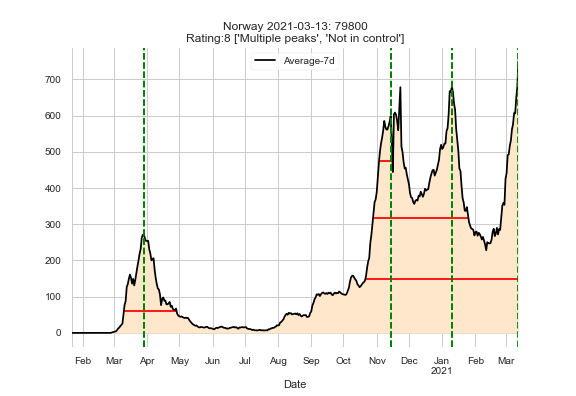 Norway 2021-03-13: 79800
Rating:8 ['Multiple peaks', 'Not in control']
Average-7d
700
600
500
400
300
200
100
0
Feb Mar Apr May Jun Jul Aug Sep Oct Nov Dec Jan Feb Mar
2021
Date